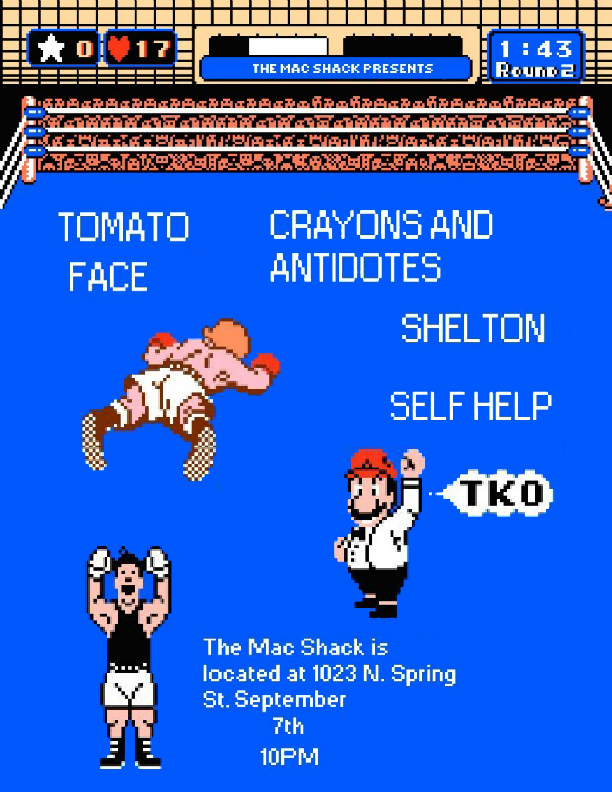 0 17
THE MAC SHACK PRESENTS
1:43
Round 2
TOMATO
FACE
CRAYONS AND
ANTIDOTES
SHELTON
SELF HELP
TKO
The Mac Shack is
located at 1023 N. Spring
St. September
7th
10PM